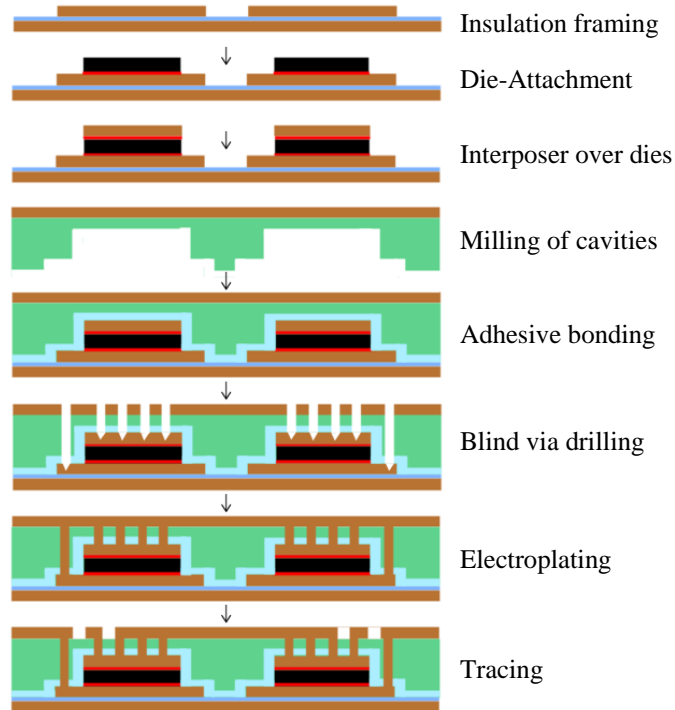 Insulation framing
Die-Attachment
Interposer over dies
Milling of cavities
Adhesive bonding
Blind via drilling
Electroplating
Tracing